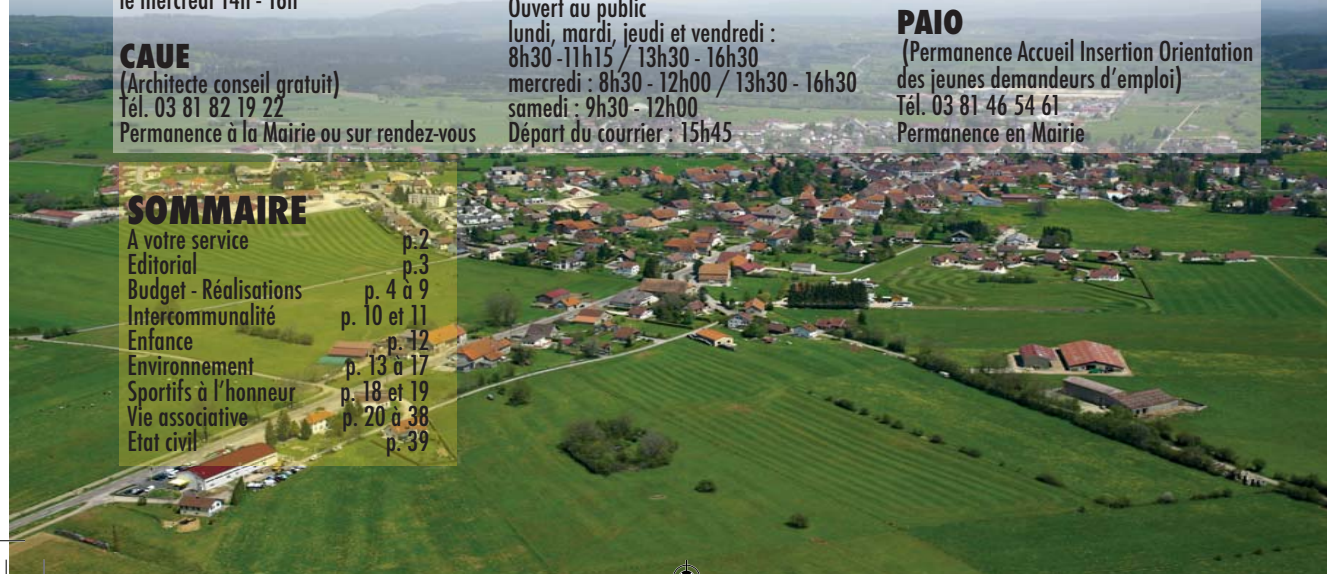 le mercredi 14h - 16h
CAUE
(Architecte conseil gratuit)
Tél. 03 81 82 19 22
Permanence à la Mairie ou sur rendez-vous
Ouvert au public
lundi, mardi, jeudi et vendredi :
8h30 -11h15 / 13h30 - 16h30
mercredi : 8h30 - 12h00 / 13h30 - 16h30
samedi : 9h30 - 12h00
Départ du courrier : 15h45
PAIO
(Permanence Accueil Insertion Orientation
des jeunes demandeurs d'emploi)
Tél. 03 81 46 54 61
Permanence en Mairie
SOMMAIRE
A votre service p.2
Editorial p.3
Budget - Réalisations p. 4 à 9
Intercommunalité p. 10 et 11
Enfance p. 12
Environnement p. 13 à 17
Sportifs à l'honneur p. 18 et 19
Vie associative p. 20 à 38
Etat civil p. 39